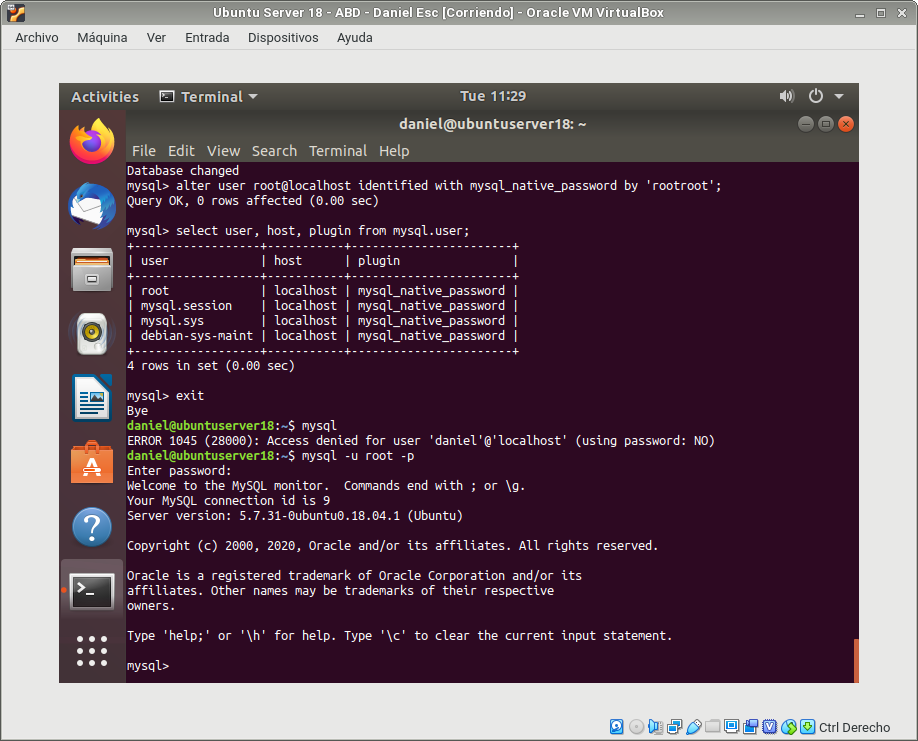 Ubuntu Server 18 - ABD - Daniel Esc [Corriendo] - Oracle VM VirtualBox
Archivo Máquina Ver Entrada Dispositivos Ayuda
Activities Terminal Tue 11:29
daniel@ubuntuserver18: ~
File Edit View Search Terminal Help
Database changed
mysql> alter user root@localhost identified with mysql_native_password by 'rootroot';
Query OK, 0 rows affected (0.00 sec)
mysql> select user, host, plugin from mysql.user;
+------------------+-----------+-----------------------+
| user             | host      | plugin                |
+------------------+-----------+-----------------------+
| root             | localhost | mysql_native_password |
| mysql.session    | localhost | mysql_native_password |
| mysql.sys        | localhost | mysql_native_password |
| debian-sys-maint | localhost | mysql_native_password |
+------------------+-----------+-----------------------+
4 rows in set (0.00 sec)
mysql> exit
Bye
daniel@ubuntuserver18:~$ mysql
ERROR 1045 (28000): Access denied for user 'daniel'@'localhost' (using password: NO)
daniel@ubuntuserver18:~$ mysql -u root -p
Enter password:
Welcome to the MySQL monitor.  Commands end with ; or \g.
Your MySQL connection id is 9
Server version: 5.7.31-0ubuntu0.18.04.1 (Ubuntu)
Copyright (c) 2000, 2020, Oracle and/or its affiliates. All rights reserved.
Oracle is a registered trademark of Oracle Corporation and/or its
affiliates. Other names may be trademarks of their respective
owners.
Type 'help;' or '\h' for help. Type '\c' to clear the current input statement.
mysql>
Ctrl Derecho